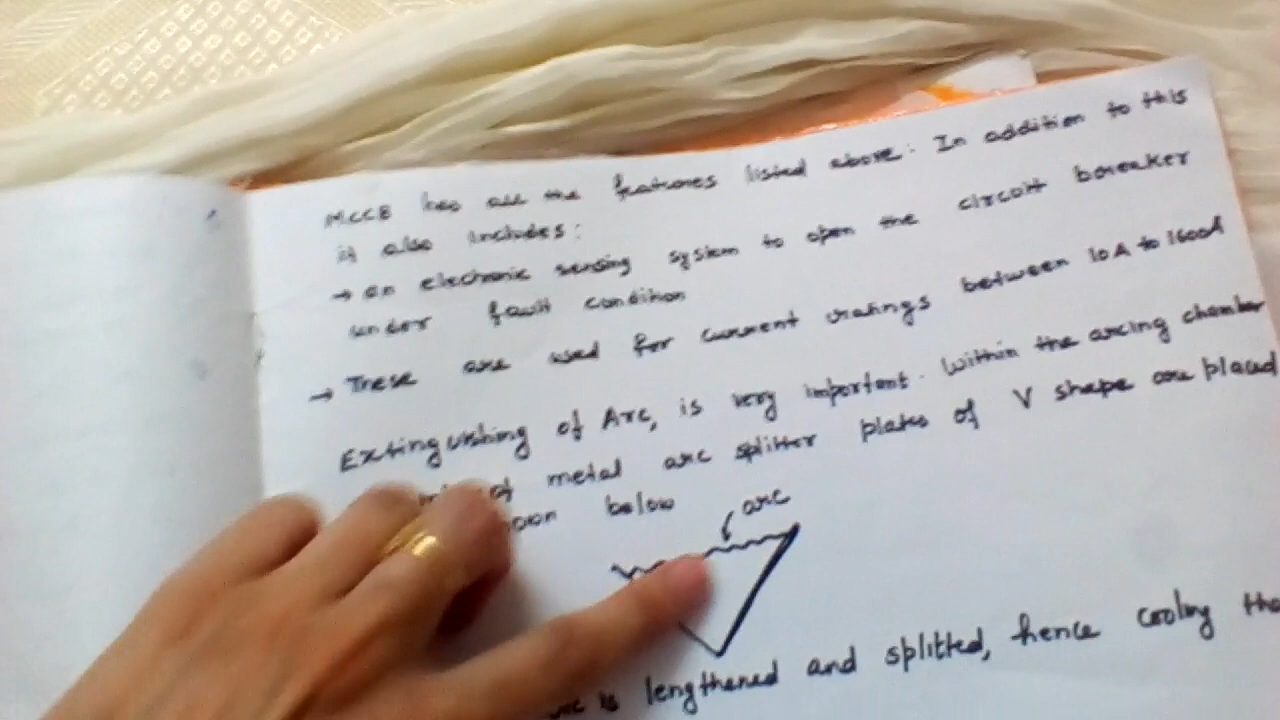 MCCB has all the features listed above. In addition to this
it also includes:
→ an electronic sensing system to open the circuit breaker
under fault condition
→ These are used for current ratings between 10A to 1600A
Extinguishing of Arc, is very important. Within the arcing chamber
of metal arc splitter plates of V shape are placed
below
arc
is lengthened and splitted, hence cooling the